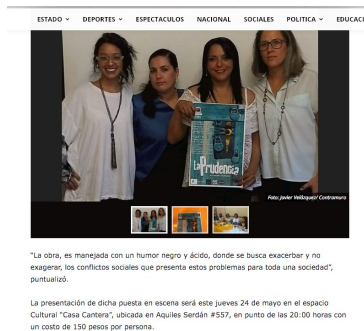 ESTADO DEPORTES ESPECTACULOS NACIONAL SOCIALES POLITICA EDUCACI
La Prudencia
Foto: Javier Velázquez/ Contramuro
"La obra, es manejada con un humor negro y ácido, donde se busca exacerbar y no
exagerar, los conflictos sociales que presenta estos problemas para toda una sociedad",
puntualizó.
La presentación de dicha puesta en escena será este jueves 24 de mayo en el espacio
Cultural "Casa Cantera", ubicada en Aquiles Serdán #557, en punto de las 20:00 horas con
un costo de 150 pesos por persona.